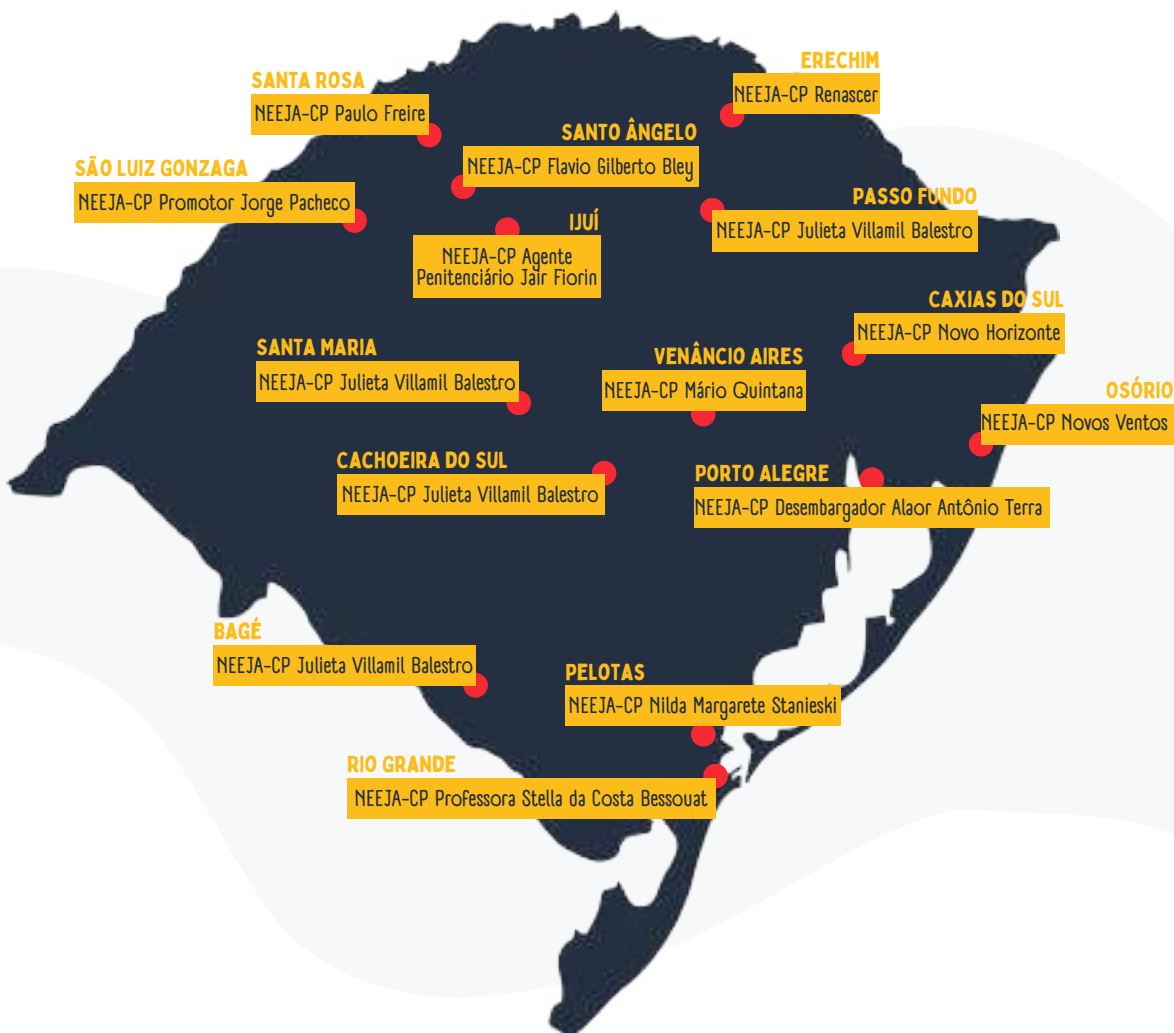 ERECHIM
NEEJA-CP Renascer
SANTA ROSA
NEEJA-CP Paulo Freire
SANTO ÂNGELO
NEEJA-CP Flavio Gilberto Bley
SÃO LUIZ GONZAGA
NEEJA-CP Promotor Jorge Pacheco
PASSO FUNDO
NEEJA-CP Julieta Villamil Balestro
IJUÍ
NEEJA-CP Agente
Penitenciário Jair Fiorin
CAXIAS DO SUL
NEEJA-CP Novo Horizonte
SANTA MARIA
NEEJA-CP Julieta Villamil Balestro
VENÂNCIO AIRES
NEEJA-CP Mário Quintana
OSÓRIO
NEEJA-CP Novos Ventos
CACHOEIRA DO SUL
NEEJA-CP Julieta Villamil Balestro
PORTO ALEGRE
NEEJA-CP Desembargador Alaor Antônio Terra
BAGÉ
NEEJA-CP Julieta Villamil Balestro
PELOTAS
NEEJA-CP Nilda Margarete Stanieski
RIO GRANDE
NEEJA-CP Professora Stella da Costa Bessouat